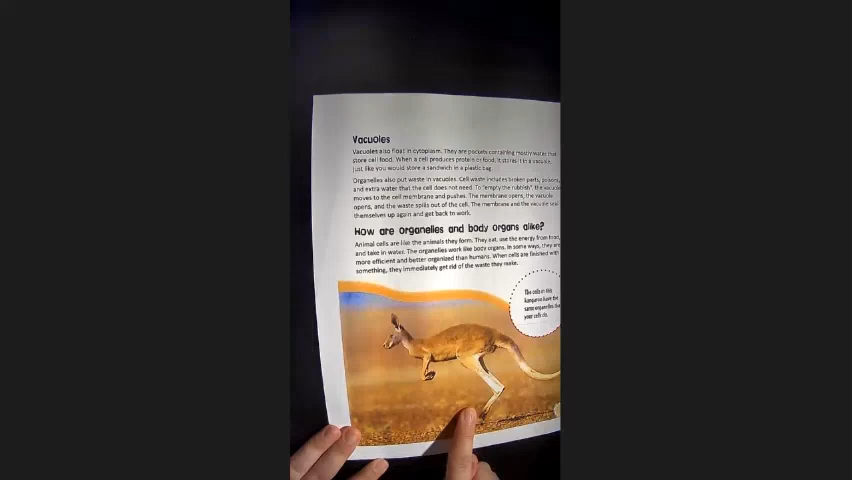 Vacuoles
Vacuoles also float in cytoplasm. They are pockets containing mostly water that
store cell food. When a cell produces protein or food, it stores it in a vacuole,
just like you would store a sandwich in a plastic bag.
Organelles also put waste in vacuoles. Cell waste includes broken parts, poisons,
and extra water that the cell does not need. To "empty the rubbish", the vacuole
moves to the cell membrane and pushes. The membrane opens, the vacuole
opens, and the waste spills out of the cell. The membrane and the vacuole seal
themselves up again and get back to work.
How are organelles and body organs alike?
Animal cells are like the animals they form. They eat, use the energy from food,
and take in water. The organelles work like body organs. In some ways, they are
more efficient and better organized than humans. When cells are finished with
something, they immediately get rid of the waste they make.
The cells in this
kangaroo have the
same organelles that
your cells do.